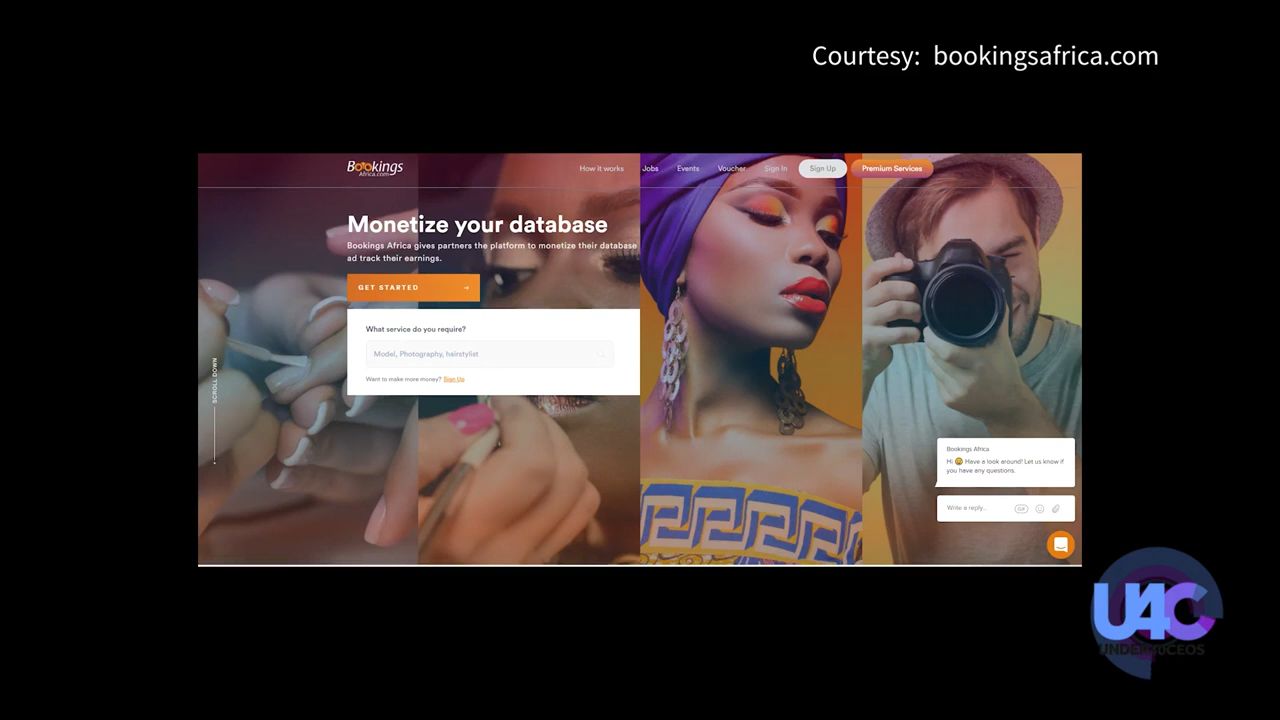 Courtesy: bookingsafrica.com
Bookings
Africa.com
How it works
Jobs
Events
Voucher
Sign In
Sign Up
Premium Services
Monetize your database
Bookings Africa gives partners the platform to monetize their database
ad track their earnings.
GET STARTED →
What service do you require?
Model, Photography, hairstylist
Want to make more money? Sign Up
SCROLL DOWN
Bookings Africa
Hi 😀 Have a look around! Let us know if
you have any questions.
Write a reply...
GIF
U4C
UNDER40CEOS